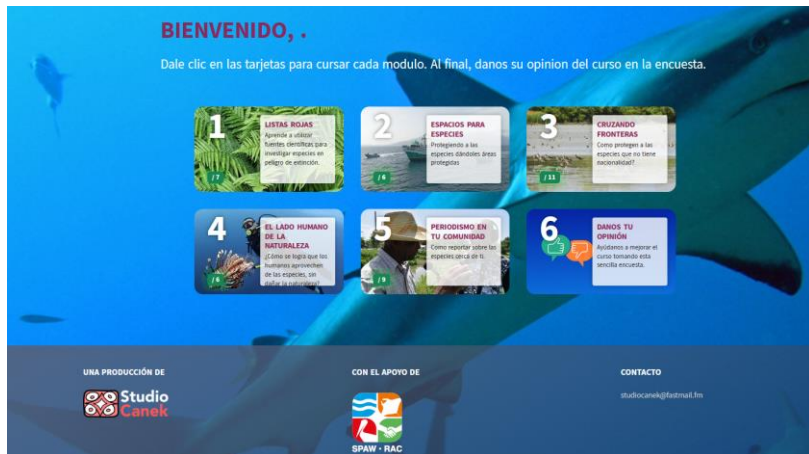 BIENVENIDO, .
Dale clic en las tarjetas para cursar cada modulo. Al final, danos su opinion del curso en la encuesta.
1
LISTAS ROJAS
Aprende a utilizar
fuentes científicas para
investigar especies en
peligro de extinción.
/ 7
2
ESPACIOS PARA
ESPECIES
Protegiendo a las
especies dándoles áreas
protegidas
/ 6
3
CRUZANDO
FRONTERAS
Como protegen a las
especies que no tiene
nacionalidad?
/ 11
4
EL LADO HUMANO
DE LA
NATURALEZA
¿Cómo se logra que los
humanos aprovechen
de las especies, sin
dañar la naturaleza?
/ 6
5
PERIODISMO EN
TU COMUNIDAD
Como reportar sobre las
especies cerca de ti.
/ 9
6
DANOS TU
OPINIÓN
Ayúdanos a mejorar el
curso tomando esta
sencilla encuesta.
UNA PRODUCCIÓN DE
Studio
Canek
CON EL APOYO DE
SPAW • RAC
CONTACTO
studiocanek@fastmail.fm